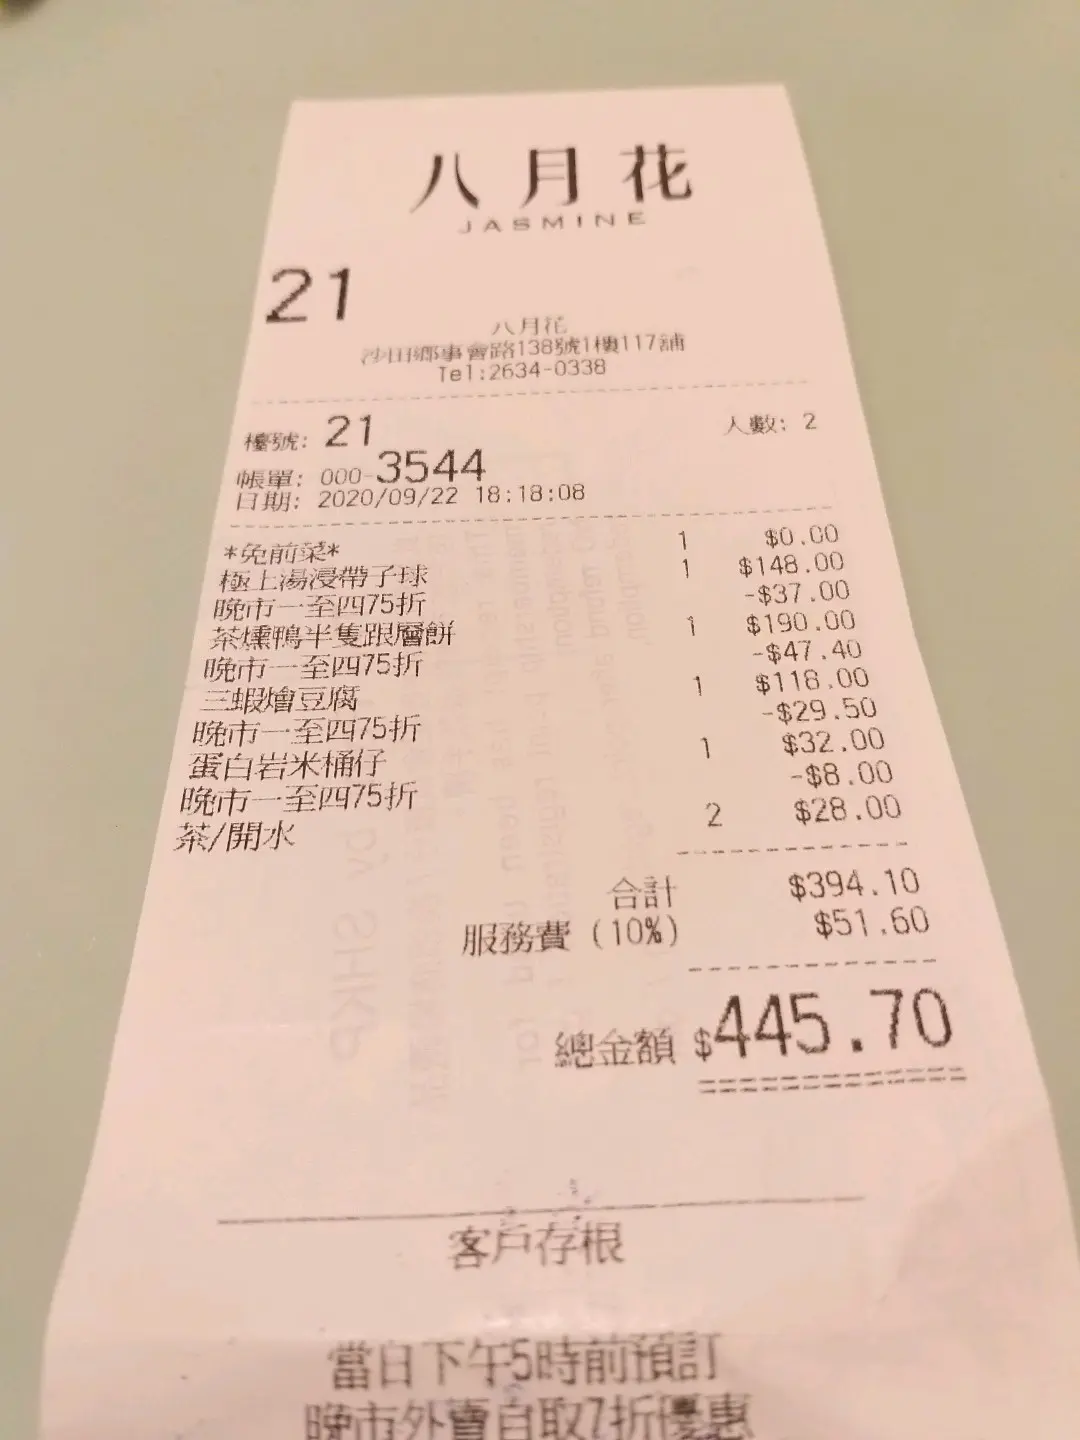 八月花
JASMINE
21
八月花
沙田鄉事會路138號1樓117舖
Tel:2634-0338
檯號: 21 人數: 2
帳單: 000-3544
日期: 2020/09/22 18:18:08
*免前菜* 1 $0.00
極上湯浸帶子球 1 $148.00
晚市一至四75折 -$37.00
茶燻鴨半隻跟層餅 1 $190.00
晚市一至四75折 -$47.40
三蝦燴豆腐 1 $118.00
晚市一至四75折 -$29.50
蛋白岩米桶仔 1 $32.00
晚市一至四75折 -$8.00
茶/開水 2 $28.00
合計 $394.10
服務費 (10%) $51.60
總金額 $445.70
客戶存根
當日下午5時前預訂
晚市外賣自取7折優惠